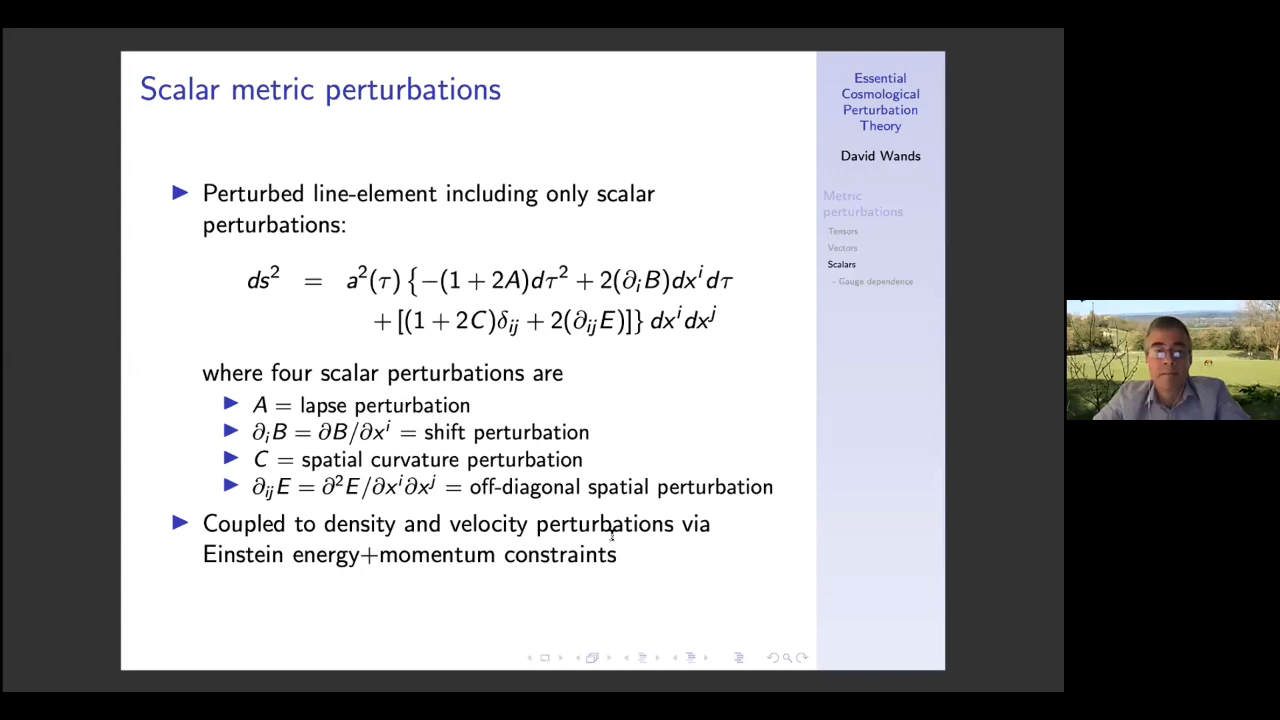 Scalar metric perturbations
▶ Perturbed line-element including only scalar
perturbations:
ds² = a²(τ) {−(1 + 2A)dτ² + 2(∂ᵢB)dxⁱdτ
+ [(1 + 2C)δᵢⱼ + 2(∂ᵢⱼE)]} dxⁱdxʲ
where four scalar perturbations are
▶ A = lapse perturbation
▶ ∂ᵢB = ∂B/∂xⁱ = shift perturbation
▶ C = spatial curvature perturbation
▶ ∂ᵢⱼE = ∂²E/∂xⁱ∂xʲ = off-diagonal spatial perturbation
▶ Coupled to density and velocity perturbations via
Einstein energy+momentum constraints
Essential
Cosmological
Perturbation
Theory
David Wands
Metric
perturbations
Tensors
Vectors
Scalars
– Gauge dependence